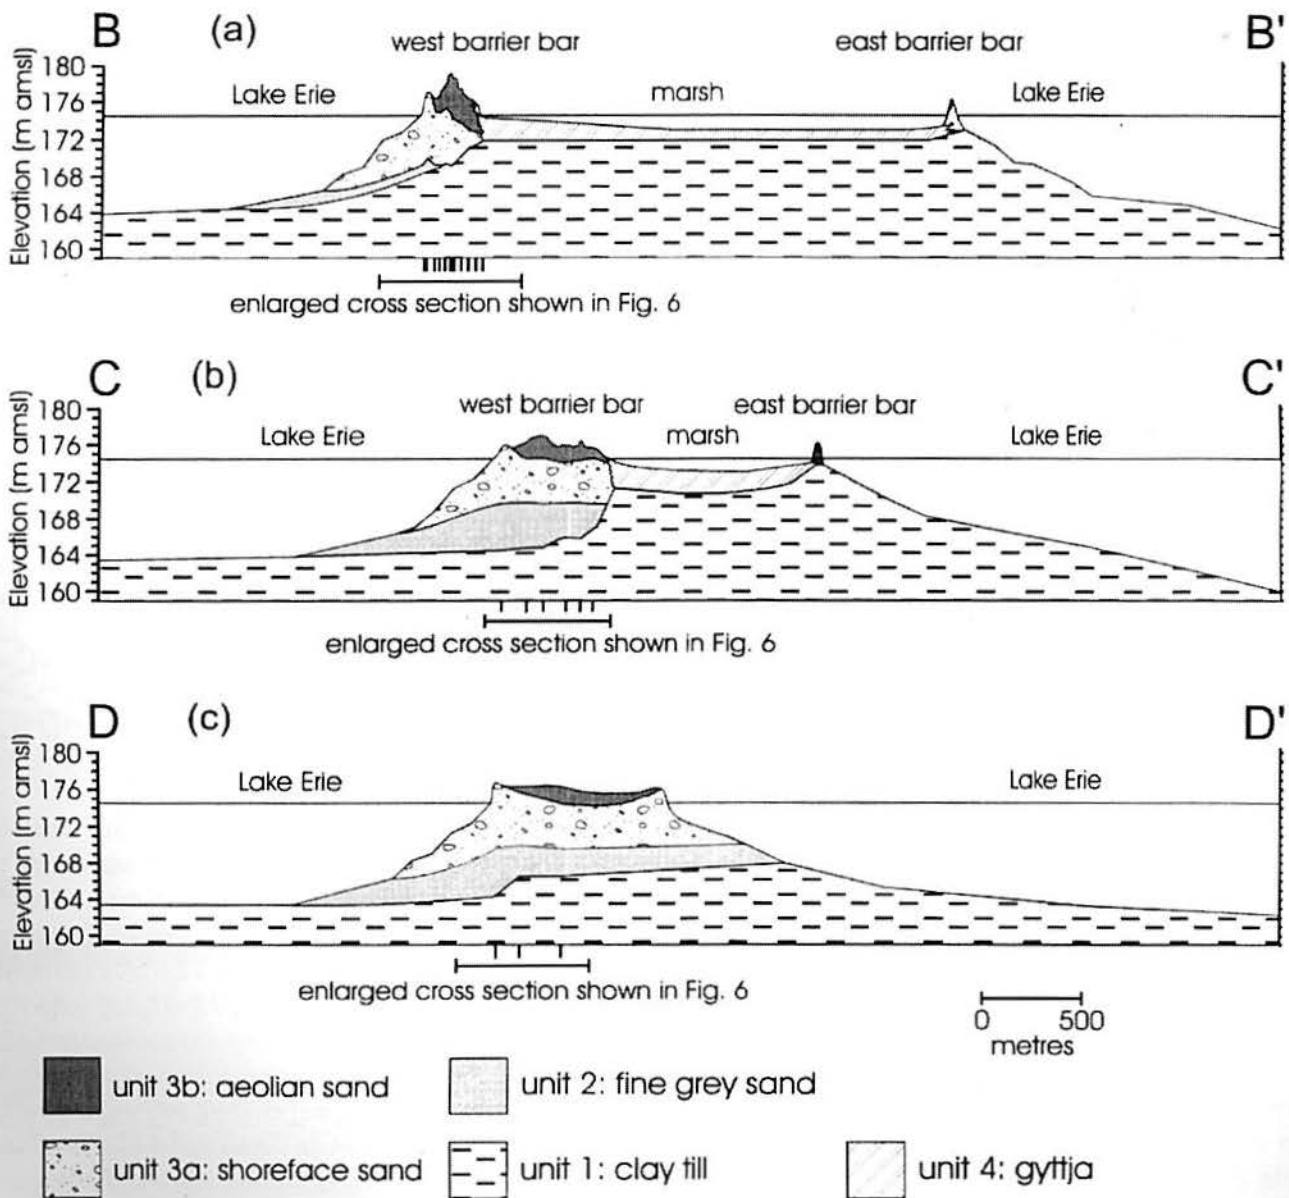 B (a) B'
west barrier bar east barrier bar
Lake Erie marsh Lake Erie
Elevation (m amsl)
180
176
172
168
164
160
enlarged cross section shown in Fig. 6
C (b) C'
west barrier bar east barrier bar
Lake Erie marsh Lake Erie
Elevation (m amsl)
180
176
172
168
164
160
enlarged cross section shown in Fig. 6
D (c) D'
Lake Erie Lake Erie
Elevation (m amsl)
180
176
172
168
164
160
enlarged cross section shown in Fig. 6
0 500
metres
unit 3b: aeolian sand unit 2: fine grey sand
unit 3a: shoreface sand unit 1: clay till unit 4: gyttja